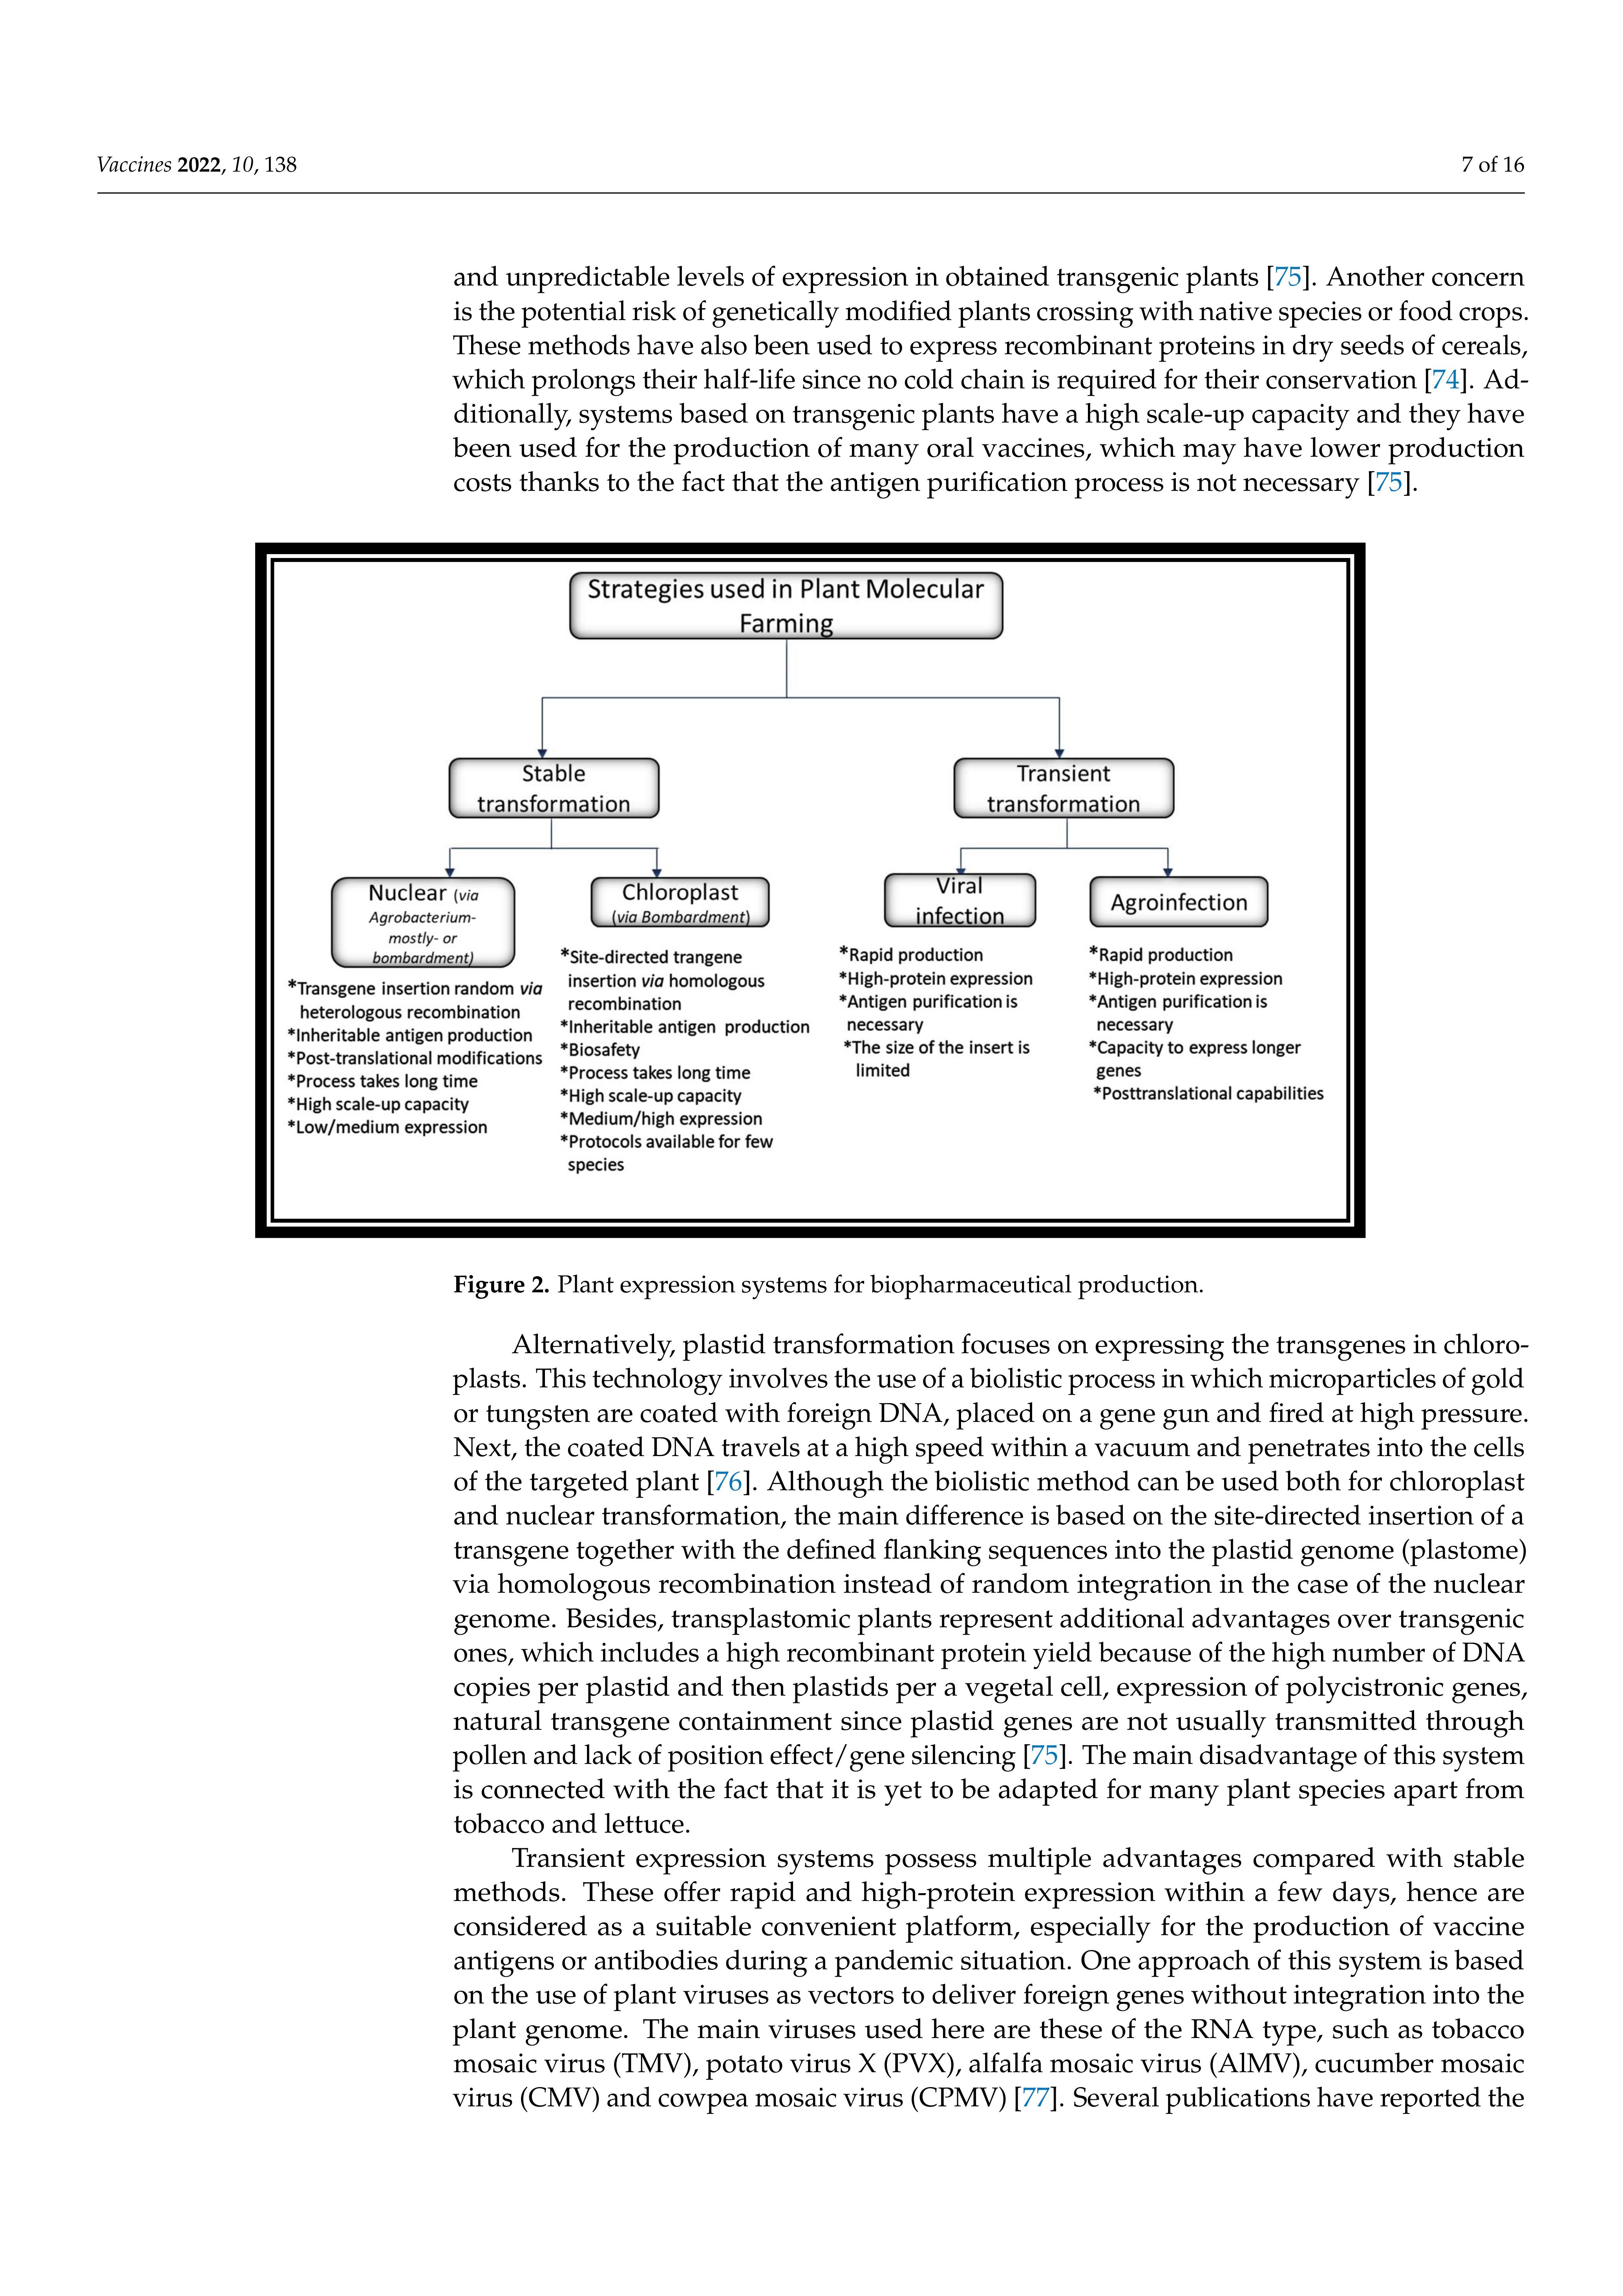 Vaccines 2022, 10, 138
7 of 16
and unpredictable levels of expression in obtained transgenic plants [75]. Another concern
is the potential risk of genetically modified plants crossing with native species or food crops.
These methods have also been used to express recombinant proteins in dry seeds of cereals,
which prolongs their half-life since no cold chain is required for their conservation [74]. Ad-
ditionally, systems based on transgenic plants have a high scale-up capacity and they have
been used for the production of many oral vaccines, which may have lower production
costs thanks to the fact that the antigen purification process is not necessary [75].
Strategies used in Plant Molecular
Farming
Stable
transformation
Transient
transformation
Nuclear (via
Agrobacterium-
mostly- or
bombardment)
*Transgene insertion random via
heterologous recombination
*Inheritable antigen production
*Post-translational modifications
*Process takes long time
*High scale-up capacity
*Low/medium expression
Chloroplast
(via Bombardment)
*Site-directed trangene
insertion via homologous
recombination
*Inheritable antigen production
*Biosafety
*Process takes long time
*High scale-up capacity
*Medium/high expression
*Protocols available for few
species
Viral
infection
*Rapid production
*High-protein expression
*Antigen purification is
necessary
*The size of the insert is
limited
Agroinfection
*Rapid production
*High-protein expression
*Antigen purification is
necessary
*Capacity to express longer
genes
*Posttranslational capabilities
Figure 2. Plant expression systems for biopharmaceutical production.
Alternatively, plastid transformation focuses on expressing the transgenes in chloro-
plasts. This technology involves the use of a biolistic process in which microparticles of gold
or tungsten are coated with foreign DNA, placed on a gene gun and fired at high pressure.
Next, the coated DNA travels at a high speed within a vacuum and penetrates into the cells
of the targeted plant [76]. Although the biolistic method can be used both for chloroplast
and nuclear transformation, the main difference is based on the site-directed insertion of a
transgene together with the defined flanking sequences into the plastid genome (plastome)
via homologous recombination instead of random integration in the case of the nuclear
genome. Besides, transplastomic plants represent additional advantages over transgenic
ones, which includes a high recombinant protein yield because of the high number of DNA
copies per plastid and then plastids per a vegetal cell, expression of polycistronic genes,
natural transgene containment since plastid genes are not usually transmitted through
pollen and lack of position effect/gene silencing [75]. The main disadvantage of this system
is connected with the fact that it is yet to be adapted for many plant species apart from
tobacco and lettuce.
Transient expression systems possess multiple advantages compared with stable
methods. These offer rapid and high-protein expression within a few days, hence are
considered as a suitable convenient platform, especially for the production of vaccine
antigens or antibodies during a pandemic situation. One approach of this system is based
on the use of plant viruses as vectors to deliver foreign genes without integration into the
plant genome. The main viruses used here are these of the RNA type, such as tobacco
mosaic virus (TMV), potato virus X (PVX), alfalfa mosaic virus (AlMV), cucumber mosaic
virus (CMV) and cowpea mosaic virus (CPMV) [77]. Several publications have reported the